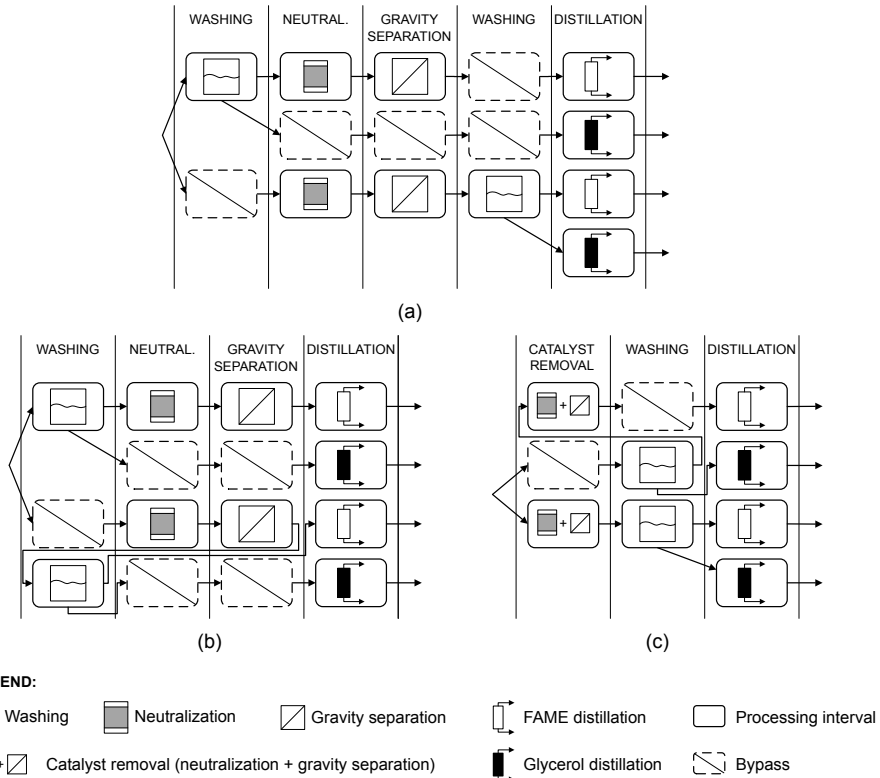 WASHING NEUTRAL. GRAVITY WASHING DISTILLATION
SEPARATION
(a)
WASHING NEUTRAL. GRAVITY DISTILLATION
SEPARATION
CATALYST WASHING DISTILLATION
REMOVAL
+
+
(b)
(c)
END:
Washing Neutralization Gravity separation FAME distillation Processing interval
+ Catalyst removal (neutralization + gravity separation) Glycerol distillation Bypass